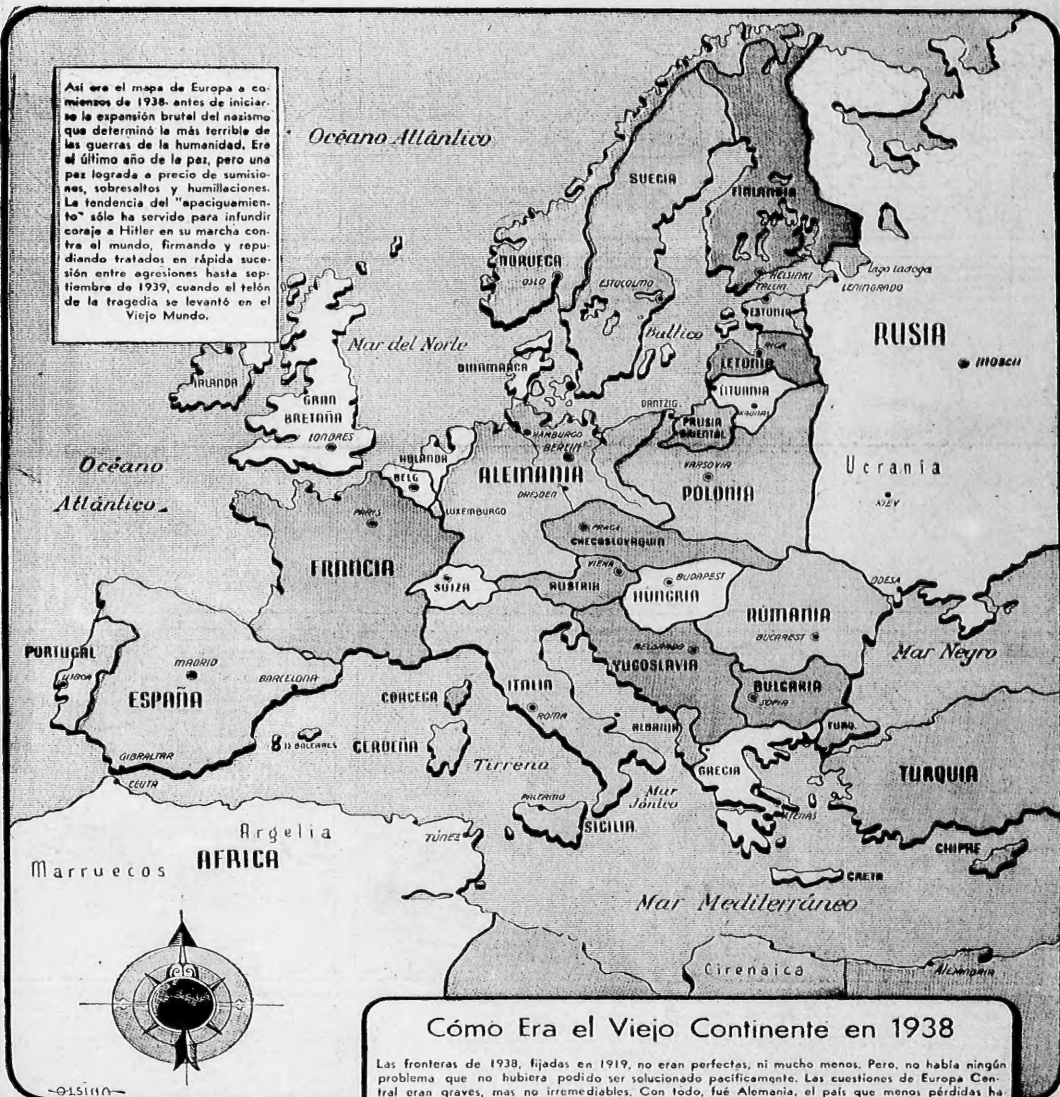 Así era el mapa de Europa a co-
mienzos de 1938. antes de iniciar-
se la expansión brutal del nazismo
que determinó la más terrible de
las guerras de la humanidad. Era
el último año de la paz, pero una
paz lograda a precio de sumisio-
nes, sobresaltos y humillaciones.
La tendencia del "apaciguamien-
to" sólo ha servido para infundir
coraje a Hitler en su marcha con-
tra el mundo, firmando y repu-
diando tratados en rápida suce-
sión entre agresiones hasta sep-
tiembre de 1939, cuando el telón
de la tragedia se levantó en el
Viejo Mundo.
Océano Atlántico
SUECIA
FINLANDIA
NORUEGA
OSLO
ESTOCOLMO
HELSINKI
TALLIN
Lago Ladoga
LENINGRADO
ESTONIA
RUSIA
MOSCU
Mar del Norte
Baltico
RIGA
LETONIA
DINAMARCA
LITUANIA
KAUNAS
IRLANDA
GRAN
BRETAÑA
LONDRES
DANTZIG
PRUSIA
ORIENTAL
HAMBURGO
BERLIN
HOLANDA
BELG
ALEMANIA
VARSOVIA
POLONIA
Ucrania
KIEV
Océano
Atlántico
DRESDEN
LUXEMBURGO
PARIS
PRAGA
CHECOSLOVAQUIA
FRANCIA
VIENA
SUIZA
AUSTRIA
BUDAPEST
HUNGRIA
ODESA
RUMANIA
BUCAREST
Mar Negro
PORTUGAL
LISBOA
MADRID
ESPAÑA
BARCELONA
BELGRADO
YUGOSLAVIA
CORCEGA
ITALIA
ROMA
BULGARIA
SOFIA
ALBANIA
TURQ
IS BALEARES
CERDEÑA
GIBRALTAR
CEUTA
Tirreno
GRECIA
TURQUIA
Mar
Jónico
PALERMO
ATENAS
SICILIA
Argelia
TÚNEZ
Marruecos
AFRICA
CHIPRE
CRETA
Mar Mediterráneo
Cirenaica
ALEJANDRIA
OLSINA
Cómo Era el Viejo Continente en 1938
Las fronteras de 1938, fijadas en 1919, no eran perfectas, ni mucho menos. Pero, no había ningún
problema que no hubiera podido ser solucionado pacíficamente. Las cuestiones de Europa Cen-
tral eran graves, mas no irremediables. Con todo, fué Alemania, el país que menos pérdidas ha-